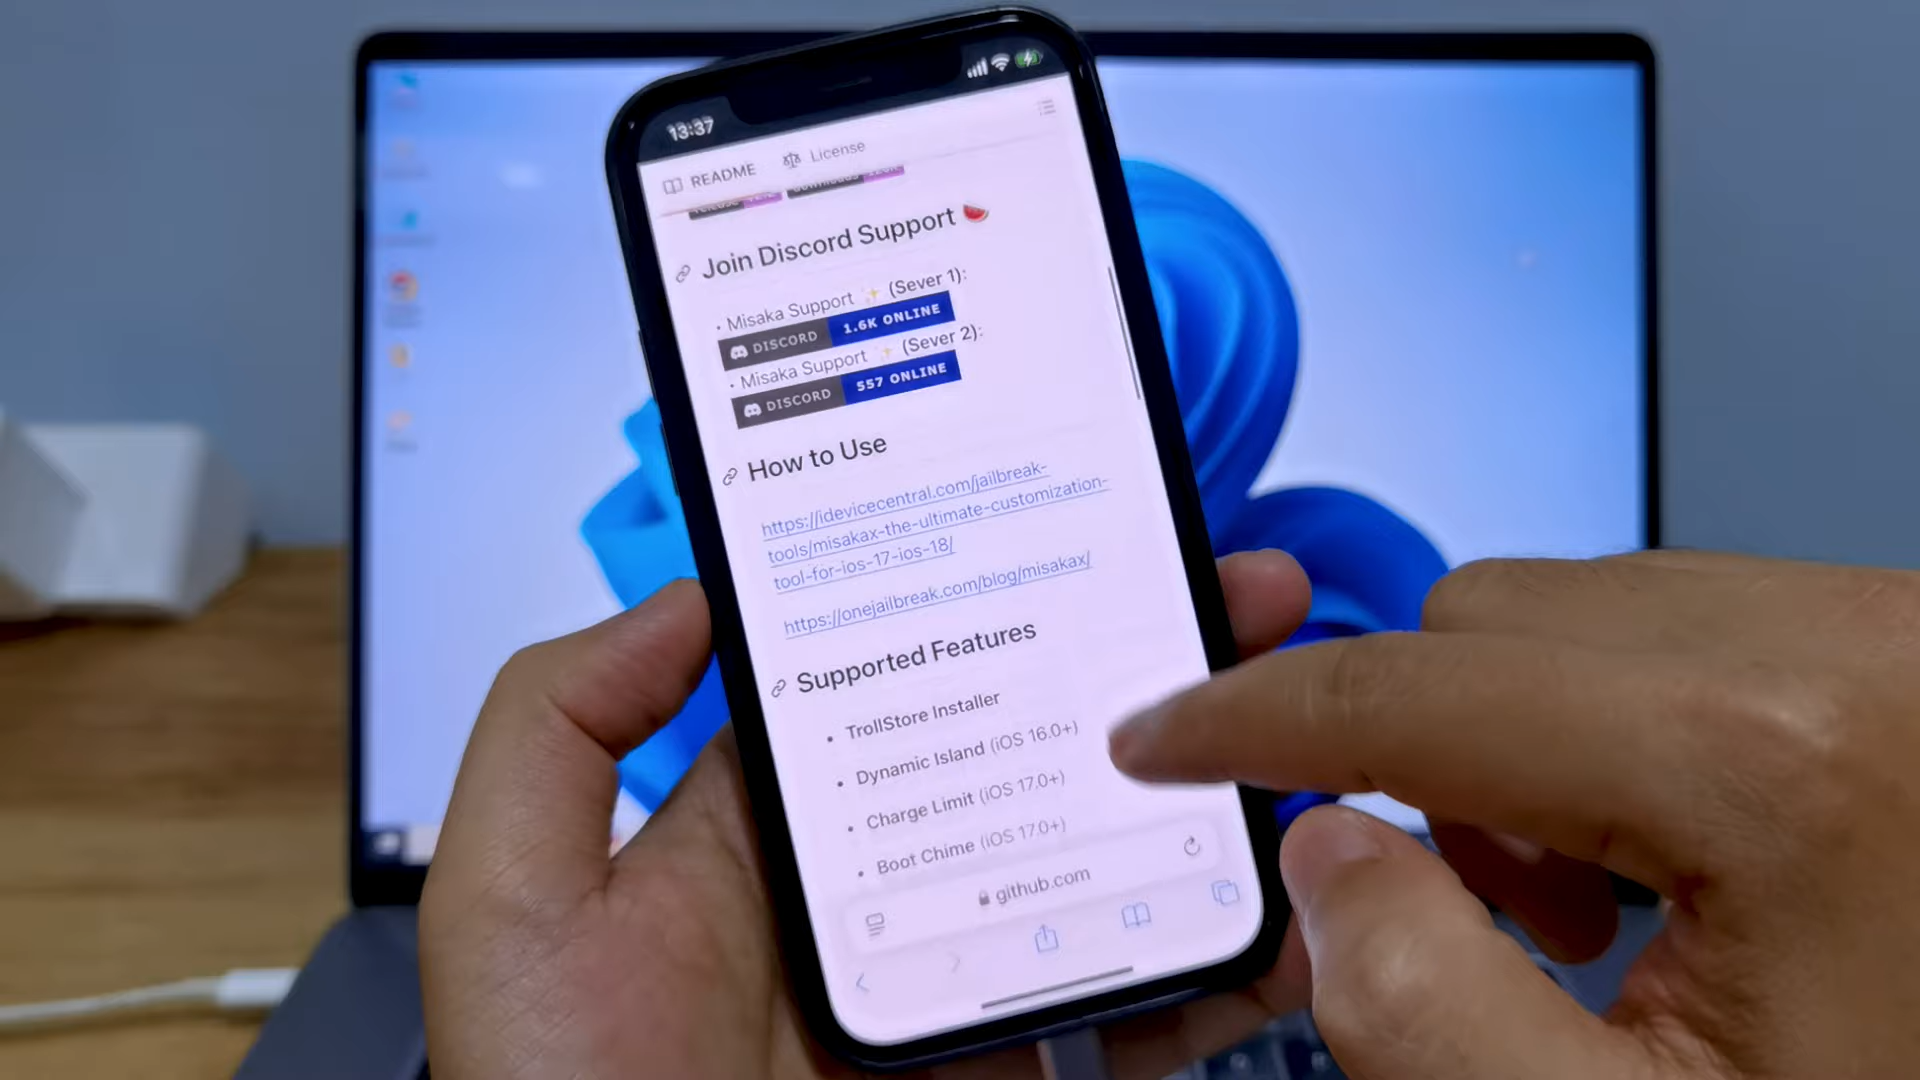 13:37
README License
Join Discord Support 🍉
• Misaka Support ✨ (Sever 1):
DISCORD 1.6K ONLINE
• Misaka Support ✨ (Sever 2):
DISCORD 557 ONLINE
How to Use
https://idevicecentral.com/jailbreak-
tools/misakax-the-ultimate-customization-
tool-for-ios-17-ios-18/
https://onejailbreak.com/blog/misakax/
Supported Features
• TrollStore Installer
• Dynamic Island (iOS 16.0+)
• Charge Limit (iOS 17.0+)
• Boot Chime (iOS 17.0+)
github.com